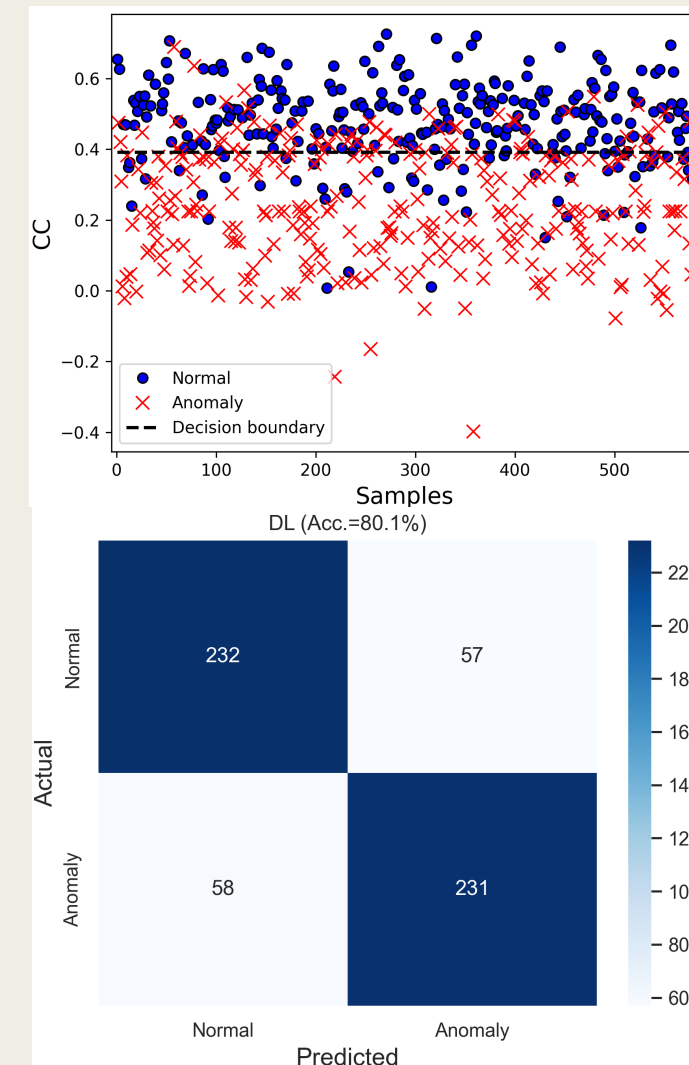 0.6
0.4
0.2
0.0
−0.2
−0.4
CC
Normal
Anomaly
Decision boundary
0 100 200 300 400 500
Samples
DL (Acc.=80.1%)
Actual
Normal
Anomaly
232 57
58 231
Normal Anomaly
Predicted
22
20
18
16
14
12
10
80
60